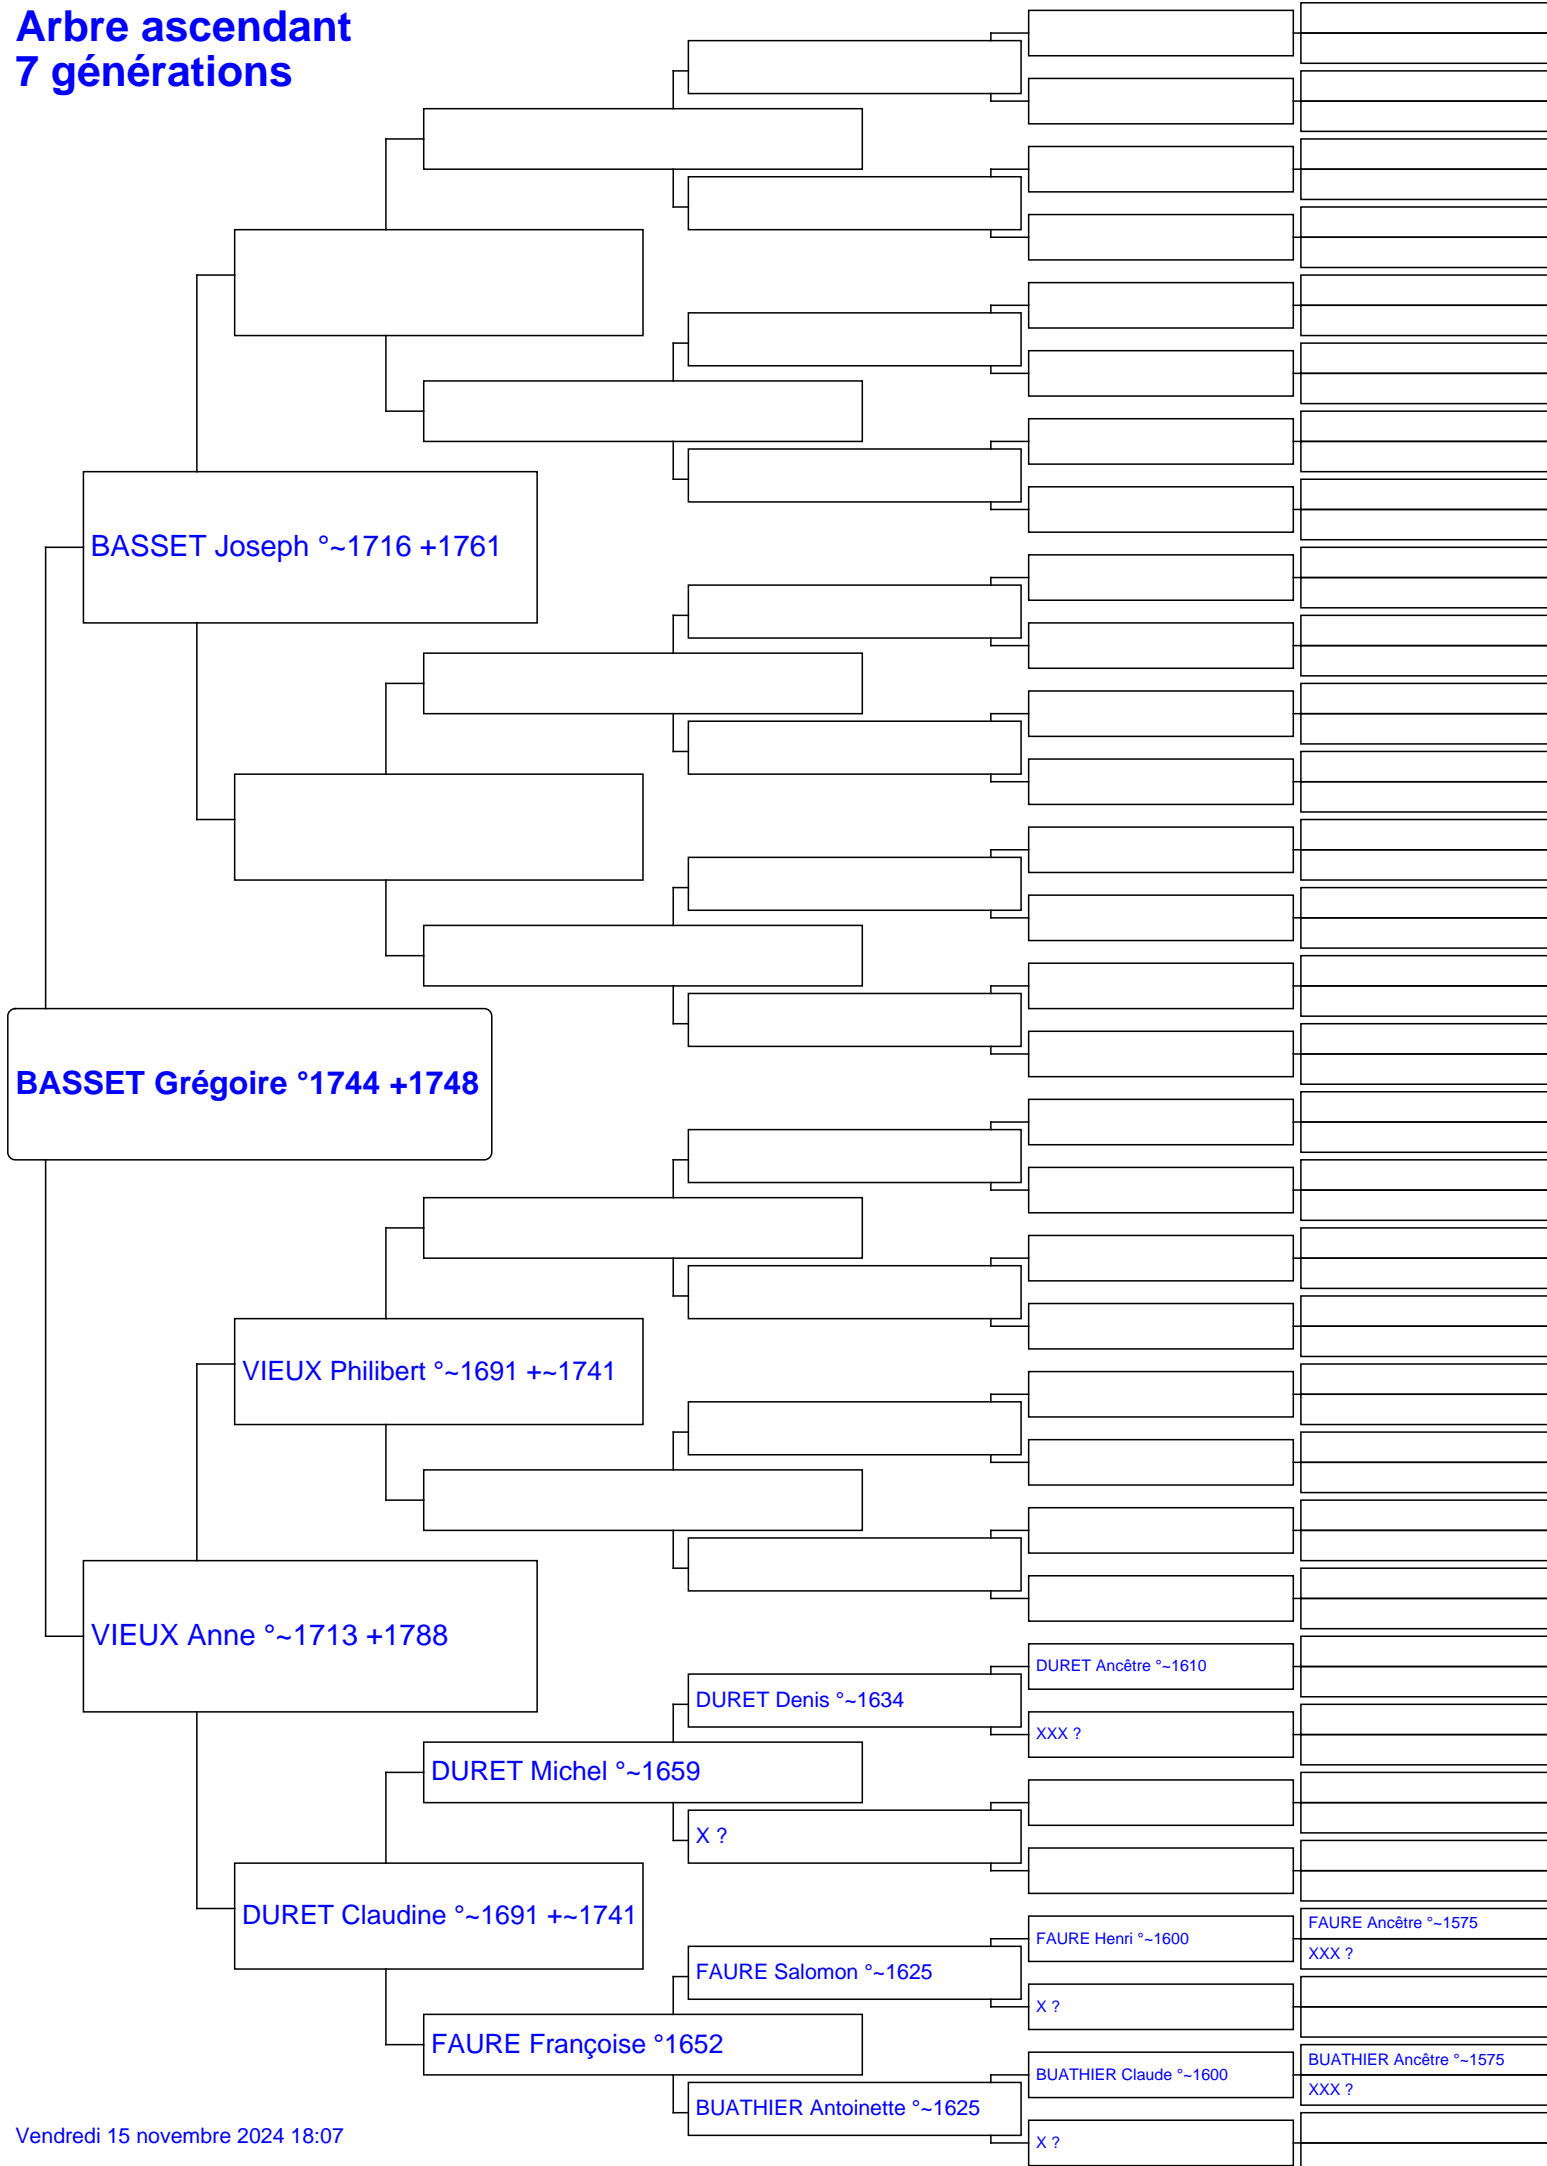 Arbre ascendant
7 générations
BASSET Joseph °~1716 +1761
BASSET Grégoire °1744 +1748
VIEUX Philibert °~1691 +~1741
VIEUX Anne °~1713 +1788
DURET Ancêtre °~1610
DURET Denis °~1634
XXX ?
DURET Michel °~1659
X ?
DURET Claudine °~1691 +~1741
FAURE Ancêtre °~1575
FAURE Henri °~1600
XXX ?
FAURE Salomon °~1625
X ?
FAURE Françoise °1652
BUATHIER Ancêtre °~1575
BUATHIER Claude °~1600
XXX ?
BUATHIER Antoinette °~1625
X ?
Vendredi 15 novembre 2024 18:07